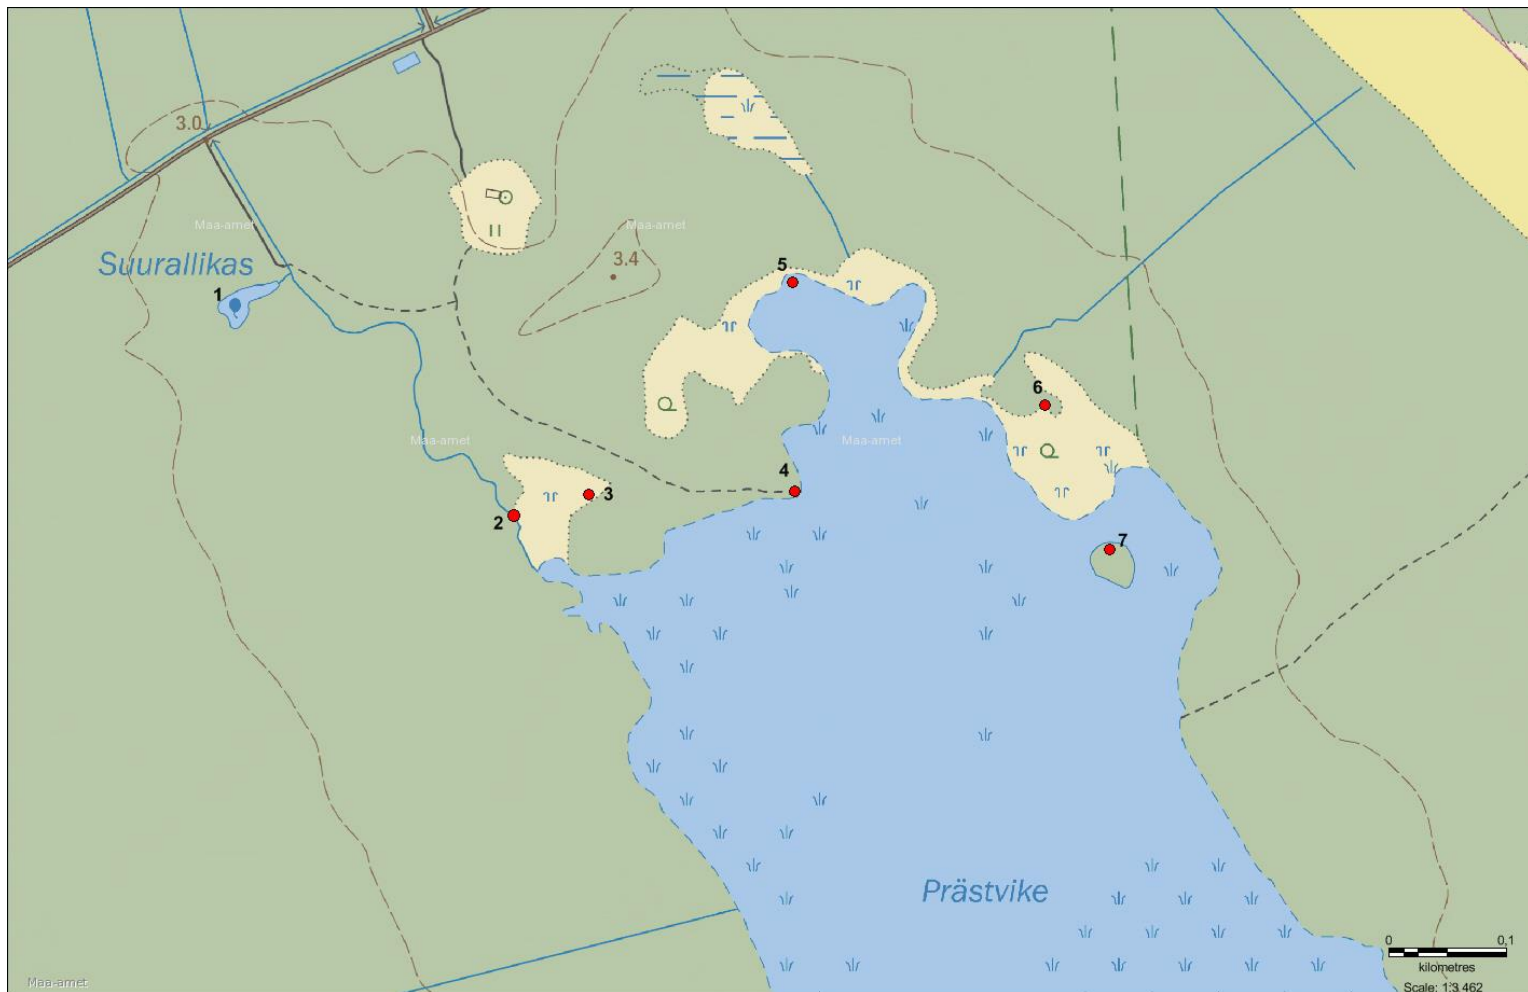 3.0
Maa-amet
Maa-amet
Suurallikas
3.4
5
1
6
Maa-amet
Maa-amet
4
3
2
7
Prästvike
0
0,1
kilometres
Maa-amet
Scale: 1:3 462